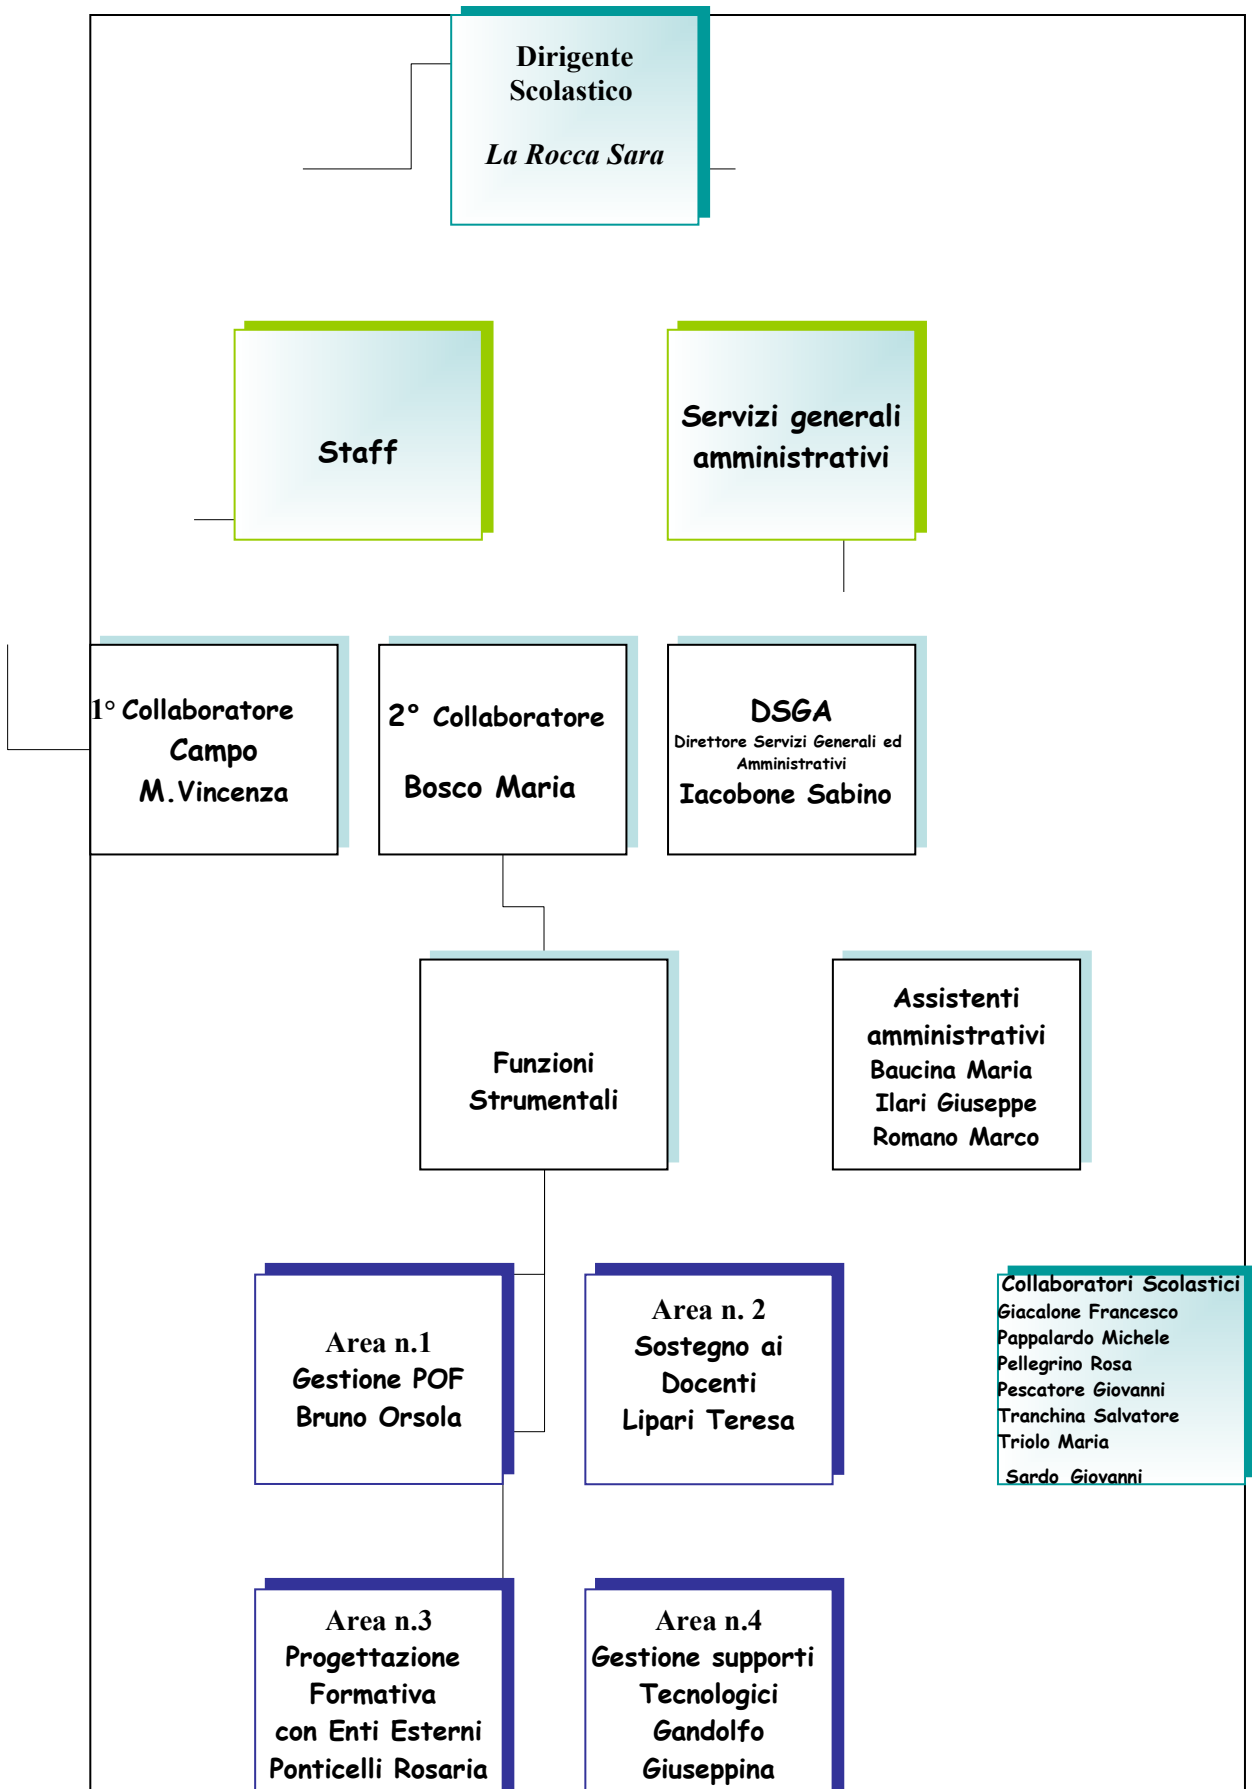 Dirigente
Scolastico
La Rocca Sara
Staff
Servizi generali
amministrativi
1° Collaboratore
Campo
M.Vincenza
2° Collaboratore
Bosco Maria
DSGA
Direttore Servizi Generali ed
Amministrativi
Iacobone Sabino
Funzioni
Strumentali
Assistenti
amministrativi
Baucina Maria
Ilari Giuseppe
Romano Marco
Area n.1
Gestione POF
Bruno Orsola
Area n. 2
Sostegno ai
Docenti
Lipari Teresa
Collaboratori Scolastici
Giacalone Francesco
Pappalardo Michele
Pellegrino Rosa
Pescatore Giovanni
Tranchina Salvatore
Triolo Maria
Sardo Giovanni
Area n.3
Progettazione
Formativa
con Enti Esterni
Ponticelli Rosaria
Area n.4
Gestione supporti
Tecnologici
Gandolfo
Giuseppina